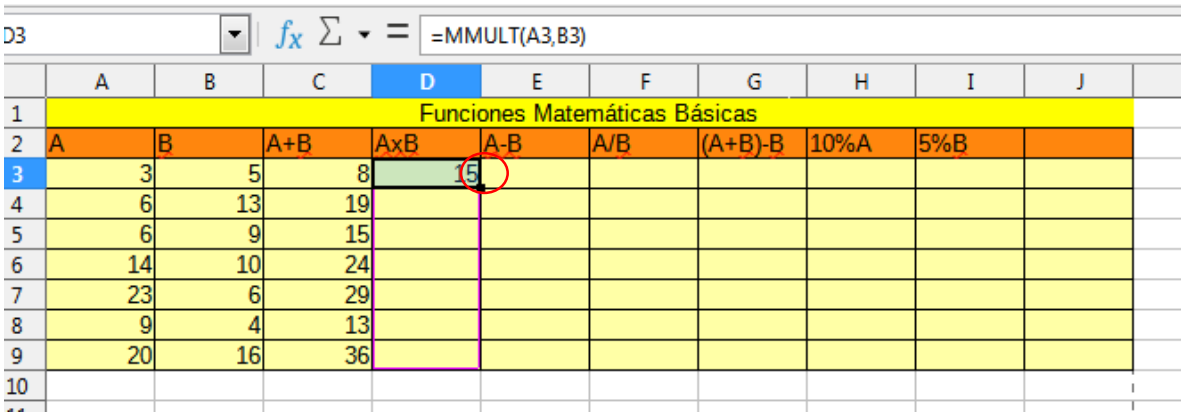 D3 fx Σ = =MMULT(A3,B3)
A B C D E F G H I J
1 Funciones Matemáticas Básicas
2 A B A+B AxB A-B A/B (A+B)-B 10%A 5%B
3 3 5 8 15
4 6 13 19
5 6 9 15
6 14 10 24
7 23 6 29
8 9 4 13
9 20 16 36
10